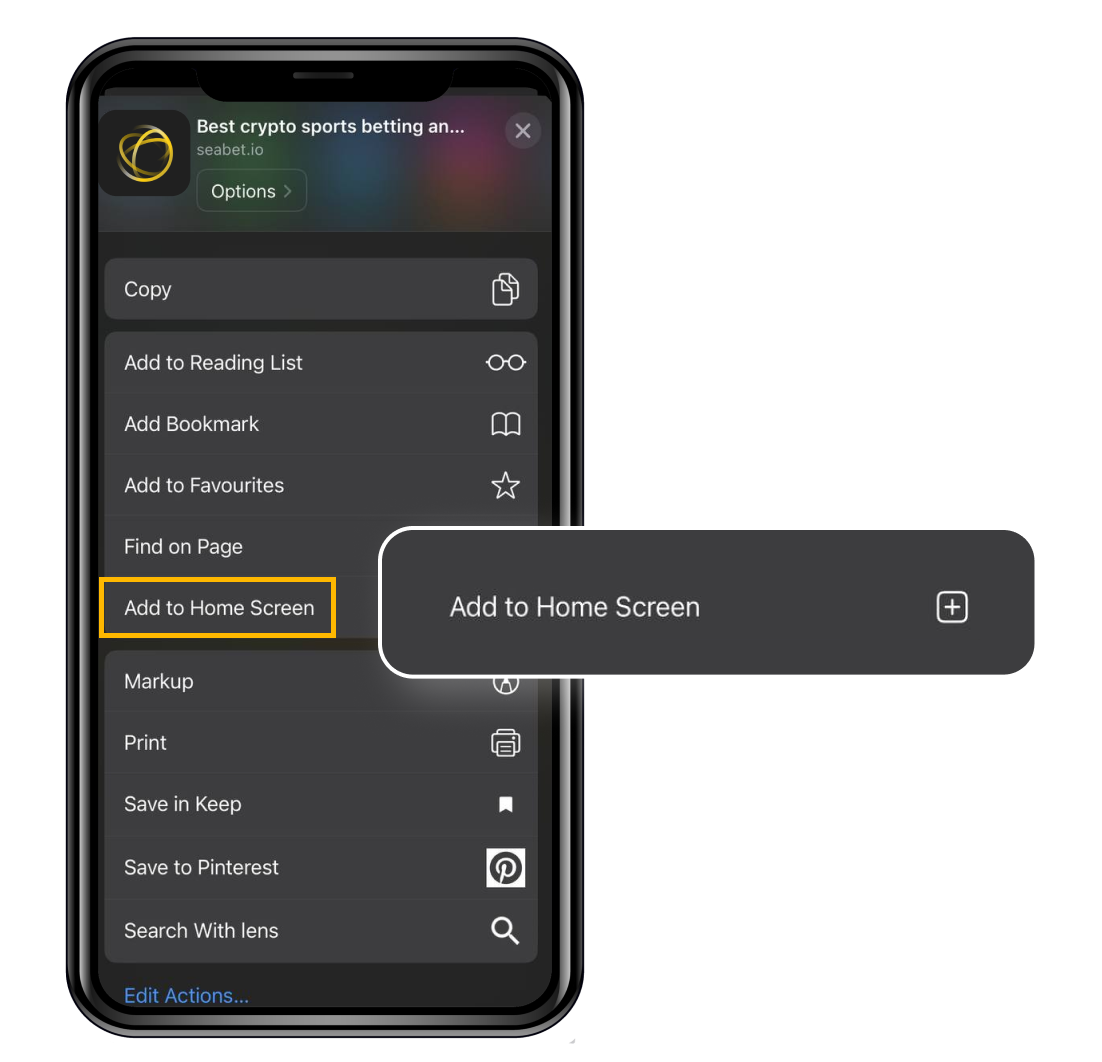 Best crypto sports betting an...
seabet.io
Options
Copy
Add to Reading List
Add Bookmark
Add to Favourites
Find on Page
Add to Home Screen
Add to Home Screen
Markup
Print
Save in Keep
Save to Pinterest
Search With lens
Edit Actions...